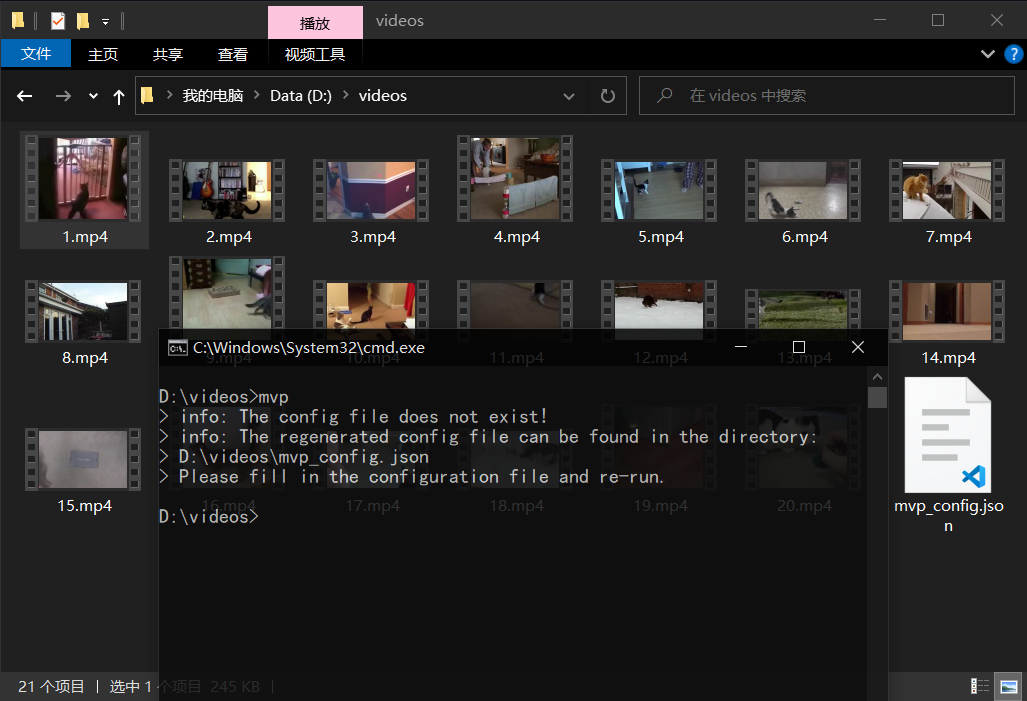 播放
videos
文件
主页
共享
查看
视频工具
?
我的电脑
Data (D:)
videos
在 videos 中搜索
1.mp4
2.mp4
3.mp4
4.mp4
5.mp4
6.mp4
7.mp4
8.mp4
9.mp4
10.mp4
11.mp4
12.mp4
13.mp4
14.mp4
C:\Windows\System32\cmd.exe
D:\videos>mvp
> info: The config file does not exist!
> info: The regenerated config file can be found in the directory:
> D:\videos\mvp_config.json
> Please fill in the configuration file and re-run.
D:\videos>
15.mp4
16.mp4
17.mp4
18.mp4
19.mp4
20.mp4
mvp_config.jso
n
21 个项目
选中 1 个项目 245 KB